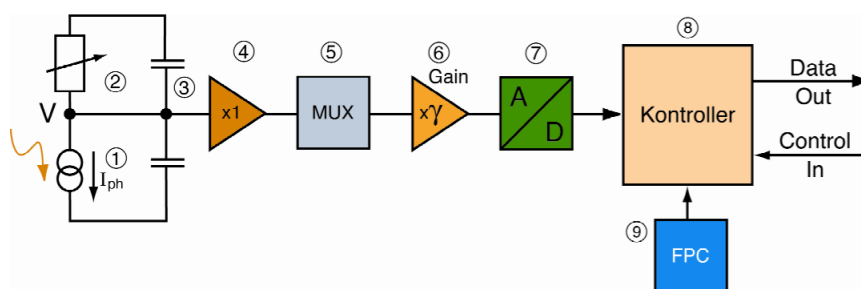 ④
⑤
⑥
⑦
⑧
Gain
②
③
V
x1
MUX
xγ
A
D
Kontroller
Data
Out
Control
In
①
I_ph
⑨
FPC